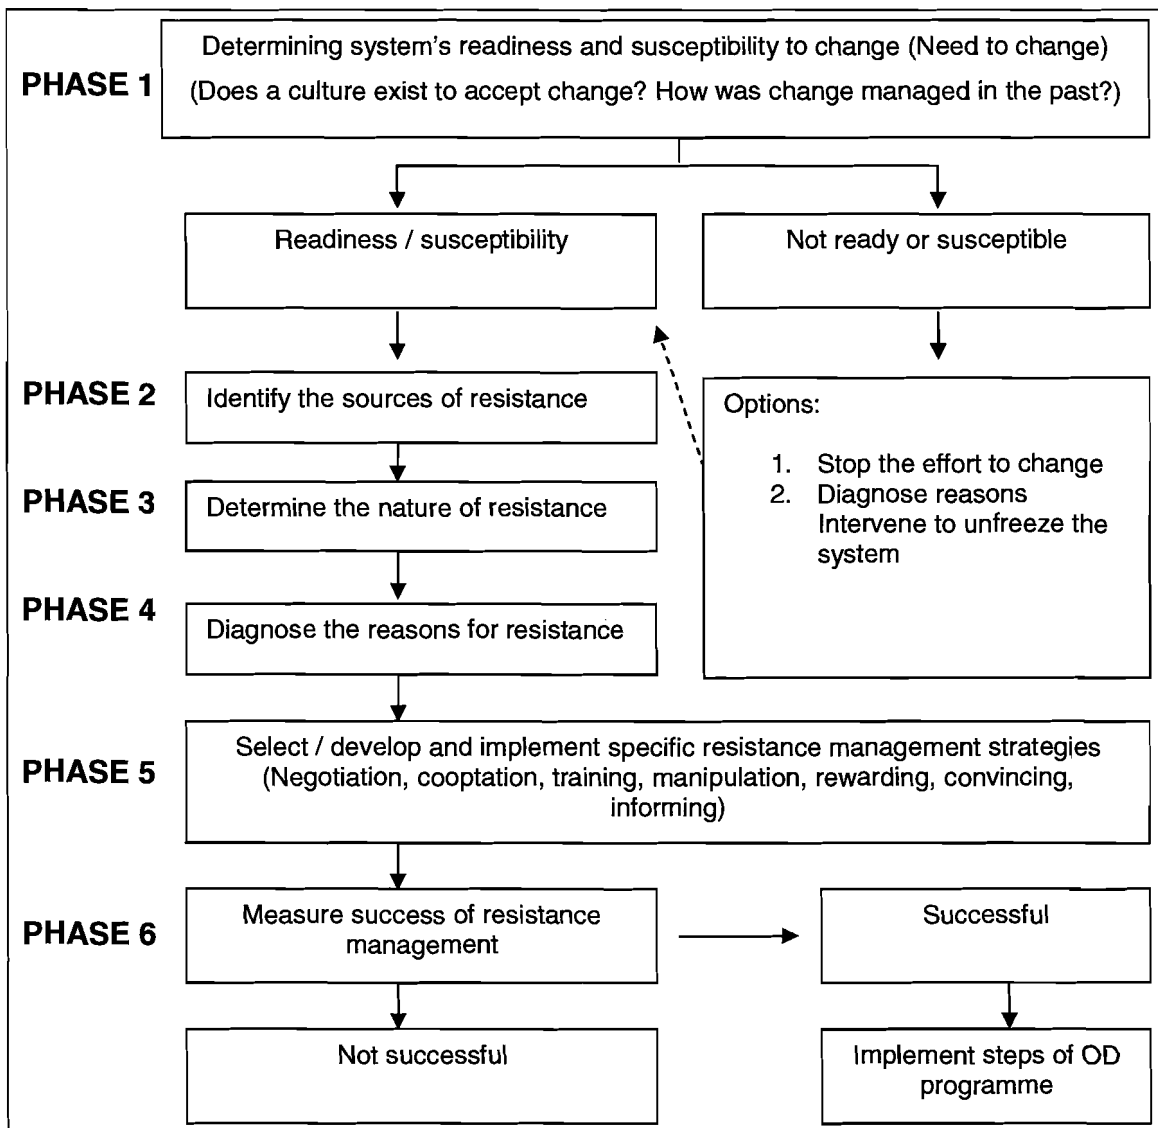 Determining system's readiness and susceptibility to change (Need to change)
PHASE 1
(Does a culture exist to accept change? How was change managed in the past?)
Readiness / susceptibility
Not ready or susceptible
PHASE 2
Identify the sources of resistance
Options:
1. Stop the effort to change
2. Diagnose reasons
Intervene to unfreeze the
system
PHASE 3
Determine the nature of resistance
PHASE 4
Diagnose the reasons for resistance
PHASE 5
Select / develop and implement specific resistance management strategies
(Negotiation, cooptation, training, manipulation, rewarding, convincing,
informing)
PHASE 6
Measure success of resistance
management
Successful
Not successful
Implement steps of OD
programme